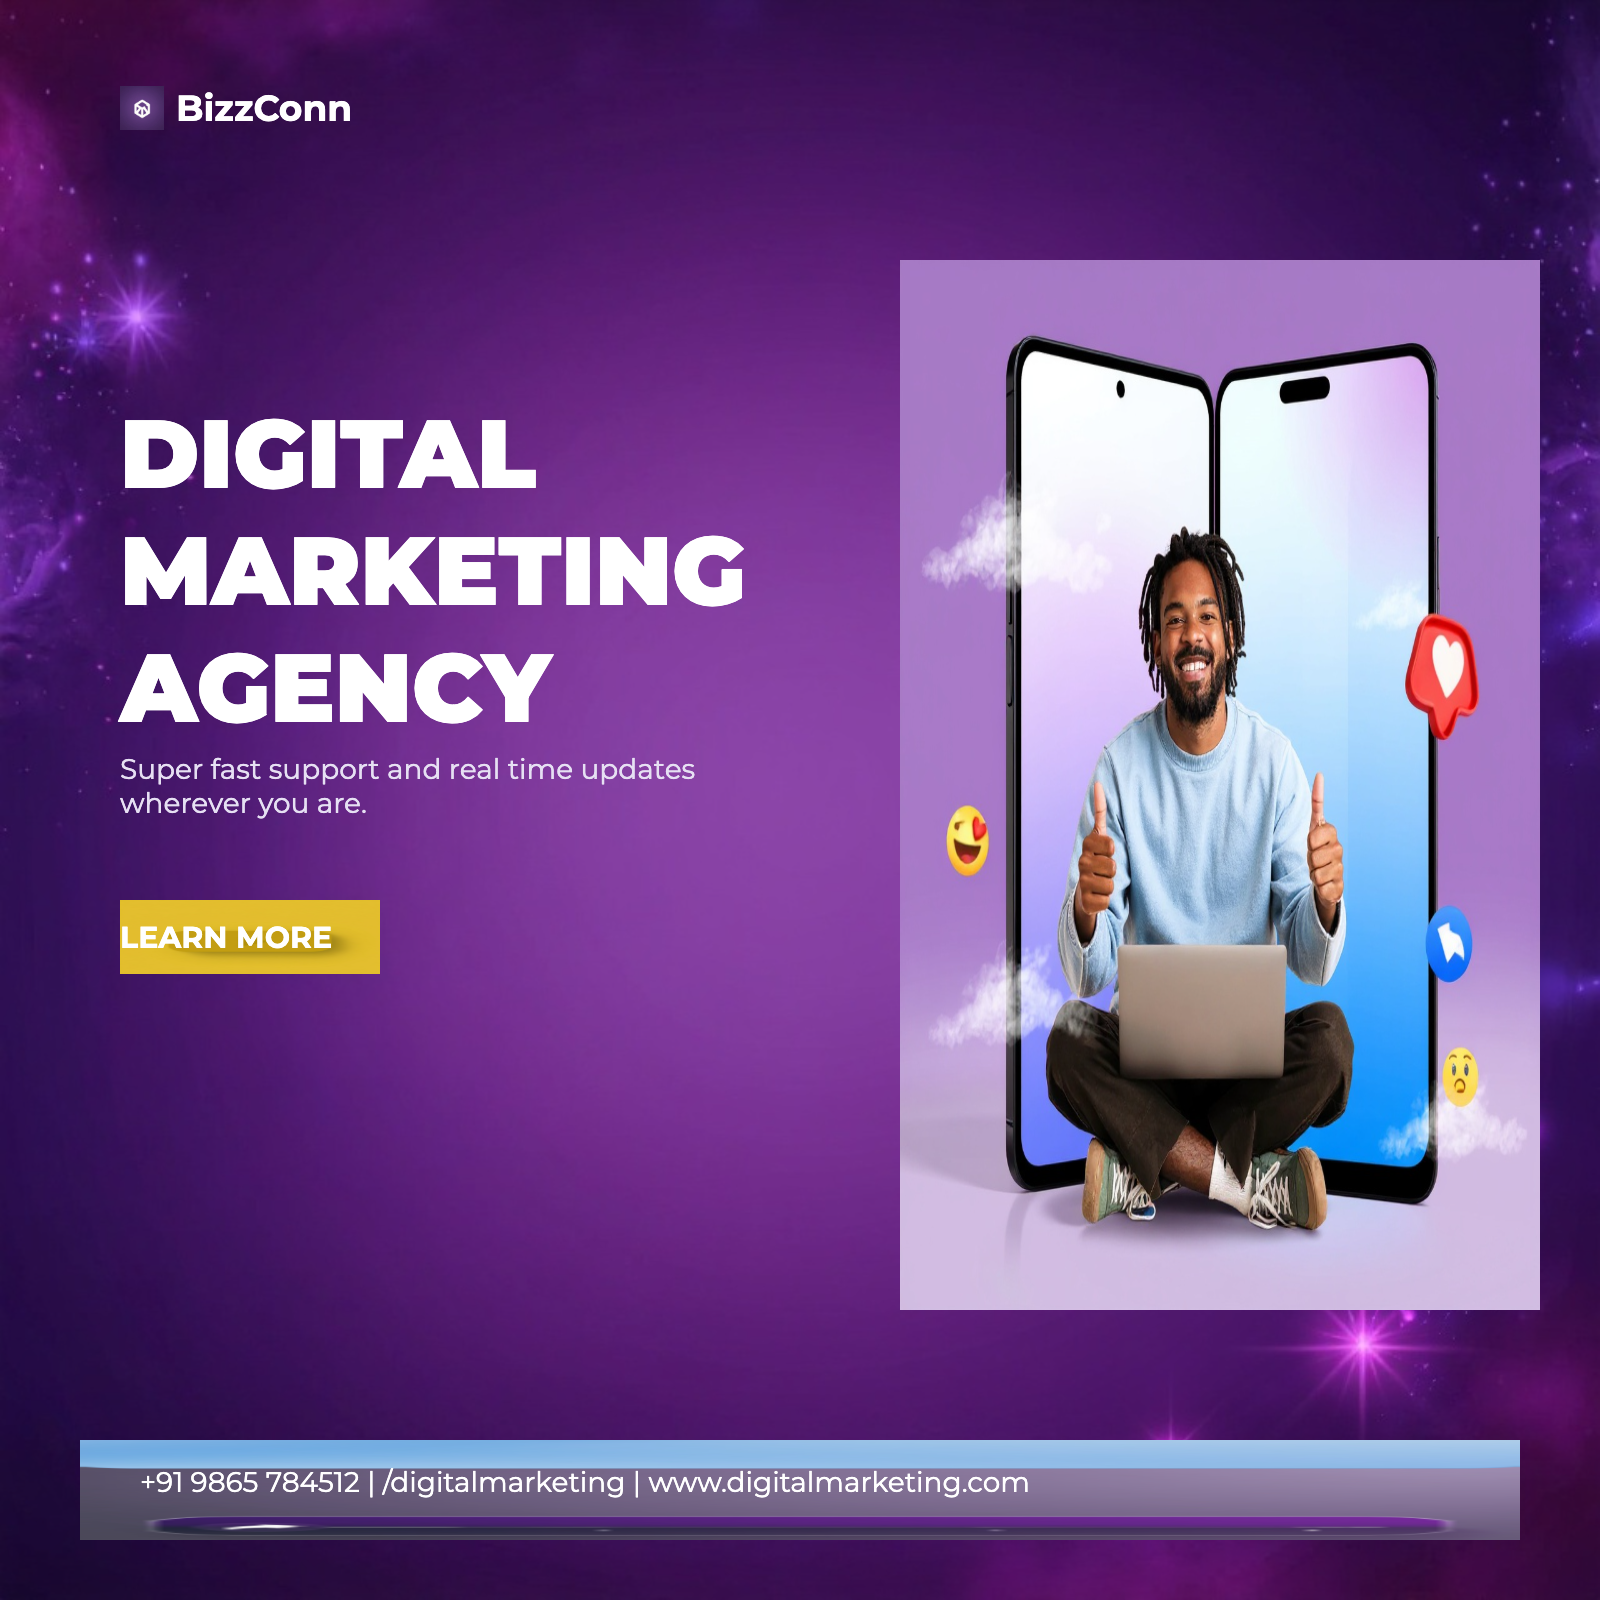 BizzConn
DIGITAL
MARKETING
AGENCY
Super fast support and real time updates
wherever you are.
LEARN MORE
+91 9865 784512 | /digitalmarketing | www.digitalmarketing.com